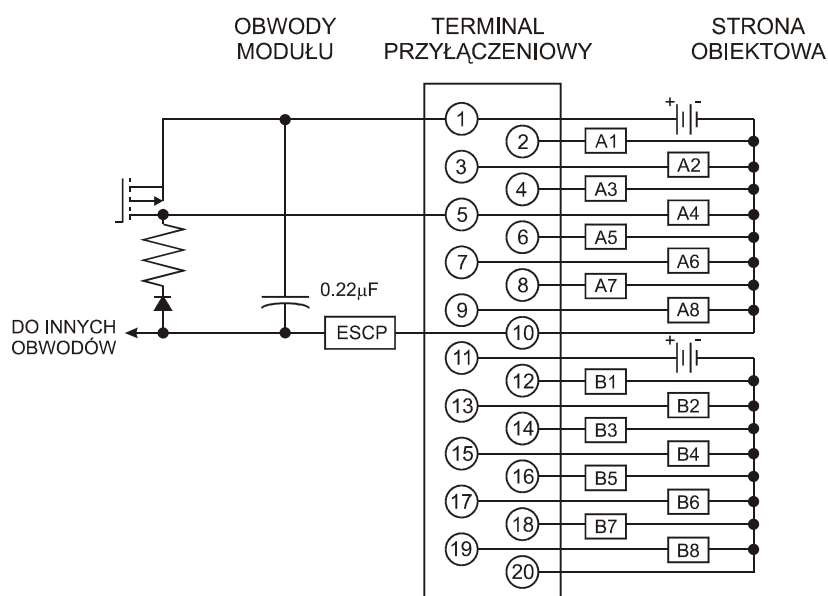 OBWODY
MODUŁU
TERMINAL
PRZYŁĄCZENIOWY
STRONA
OBIEKTOWA
1
+ -
2 A1
3 A2
4 A3
5 A4
6 A5
7 A6
8 A7
0.22µF
9 A8
DO INNYCH
OBWODÓW
ESCP
10
11
+ -
12 B1
13 B2
14 B3
15 B4
16 B5
17 B6
18 B7
19 B8
20